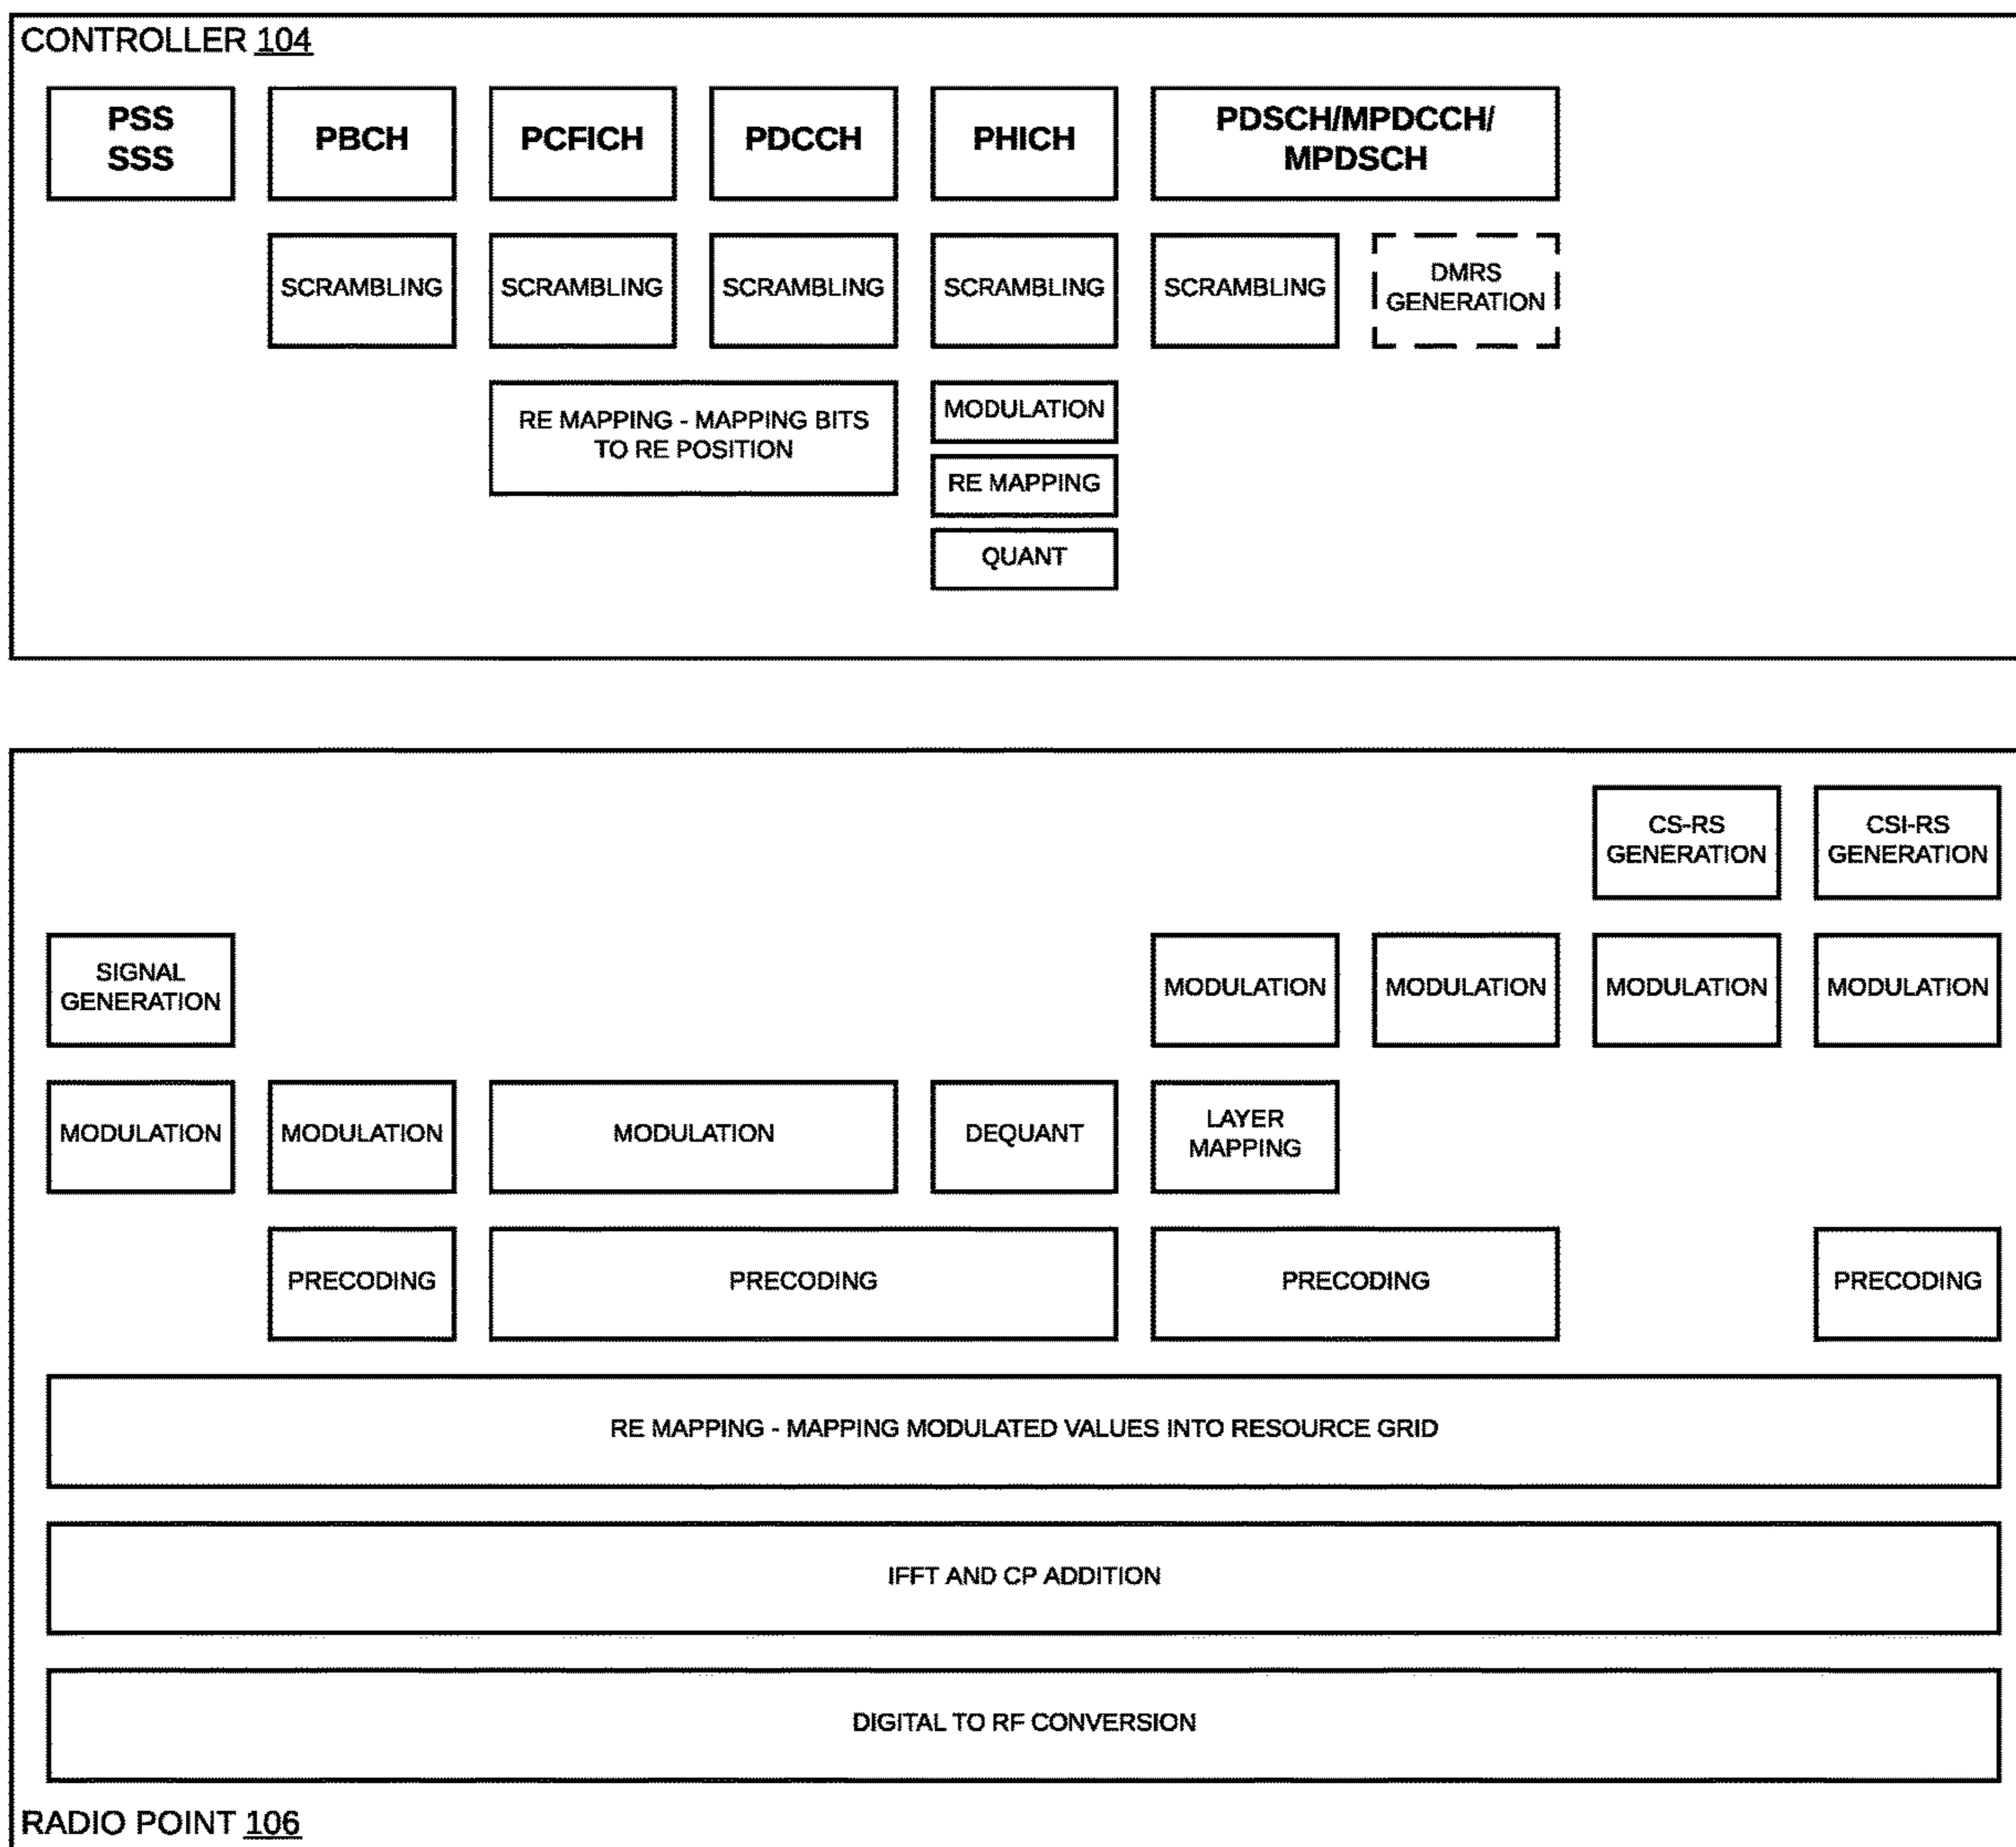 CONTROLLER 104
PSS
SSS
PBCH
PCFICH
PDCCH
PHICH
PDSCH/MPDCCH/
MPDSCH
SCRAMBLING
SCRAMBLING
SCRAMBLING
SCRAMBLING
SCRAMBLING
DMRS
GENERATION
RE MAPPING - MAPPING BITS
TO RE POSITION
MODULATION
RE MAPPING
QUANT
CS-RS
GENERATION
CSI-RS
GENERATION
SIGNAL
GENERATION
MODULATION
MODULATION
MODULATION
MODULATION
MODULATION
MODULATION
MODULATION
DEQUANT
LAYER
MAPPING
PRECODING
PRECODING
PRECODING
PRECODING
RE MAPPING - MAPPING MODULATED VALUES INTO RESOURCE GRID
IFFT AND CP ADDITION
DIGITAL TO RF CONVERSION
RADIO POINT 106